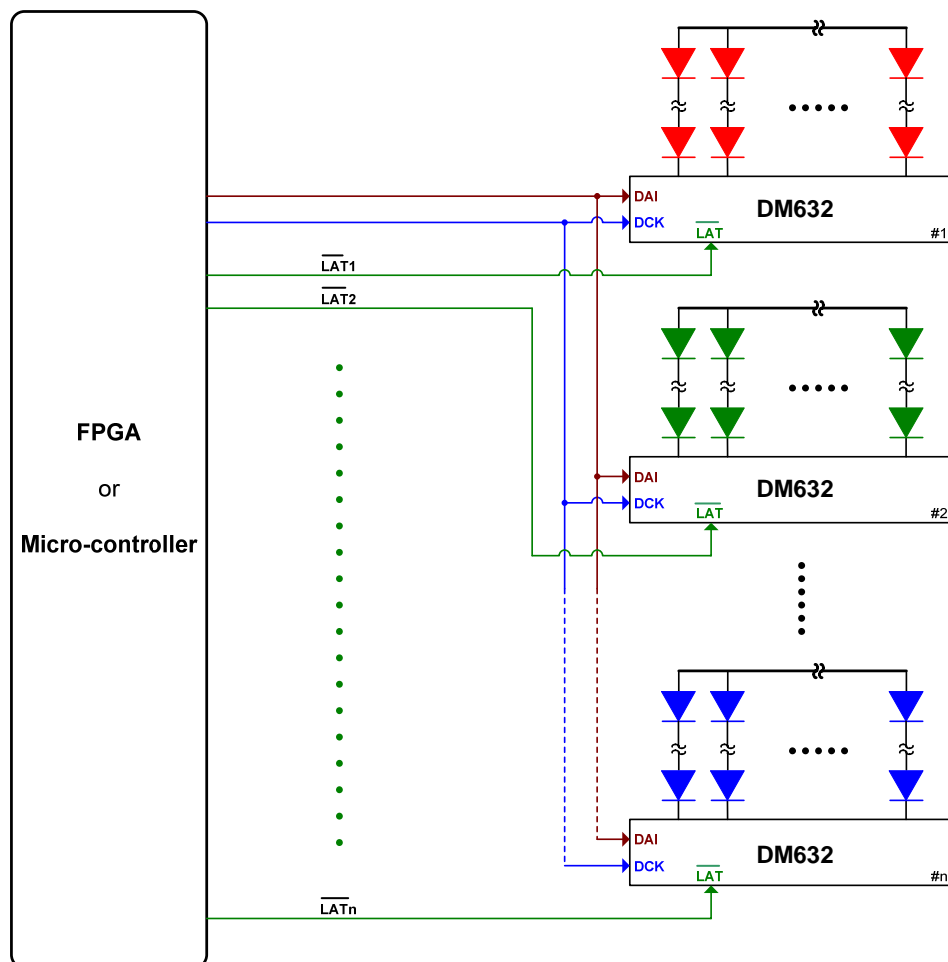 DAI
DM632
DCK
LAT
#1
LAT1
LAT2
FPGA
or
Micro-controller
DAI
DM632
DCK
LAT
#2
DAI
DM632
DCK
LAT
#n
LATn